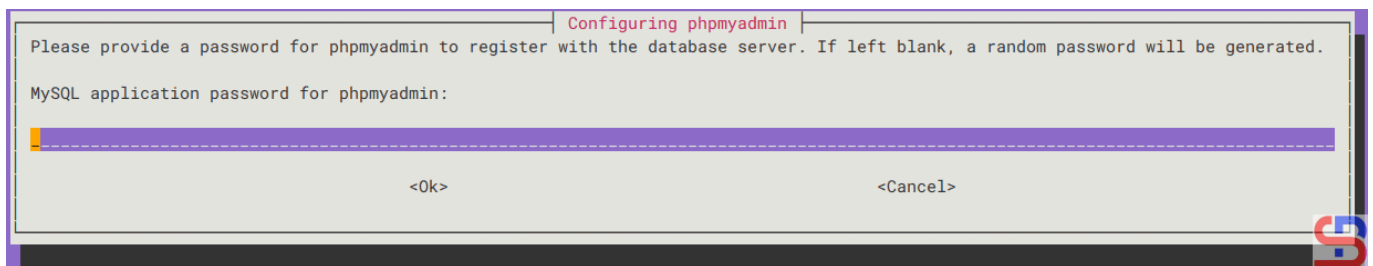 Configuring phpmyadmin
Please provide a password for phpmyadmin to register with the database server. If left blank, a random password will be generated.
MySQL application password for phpmyadmin:
<Ok> <Cancel>